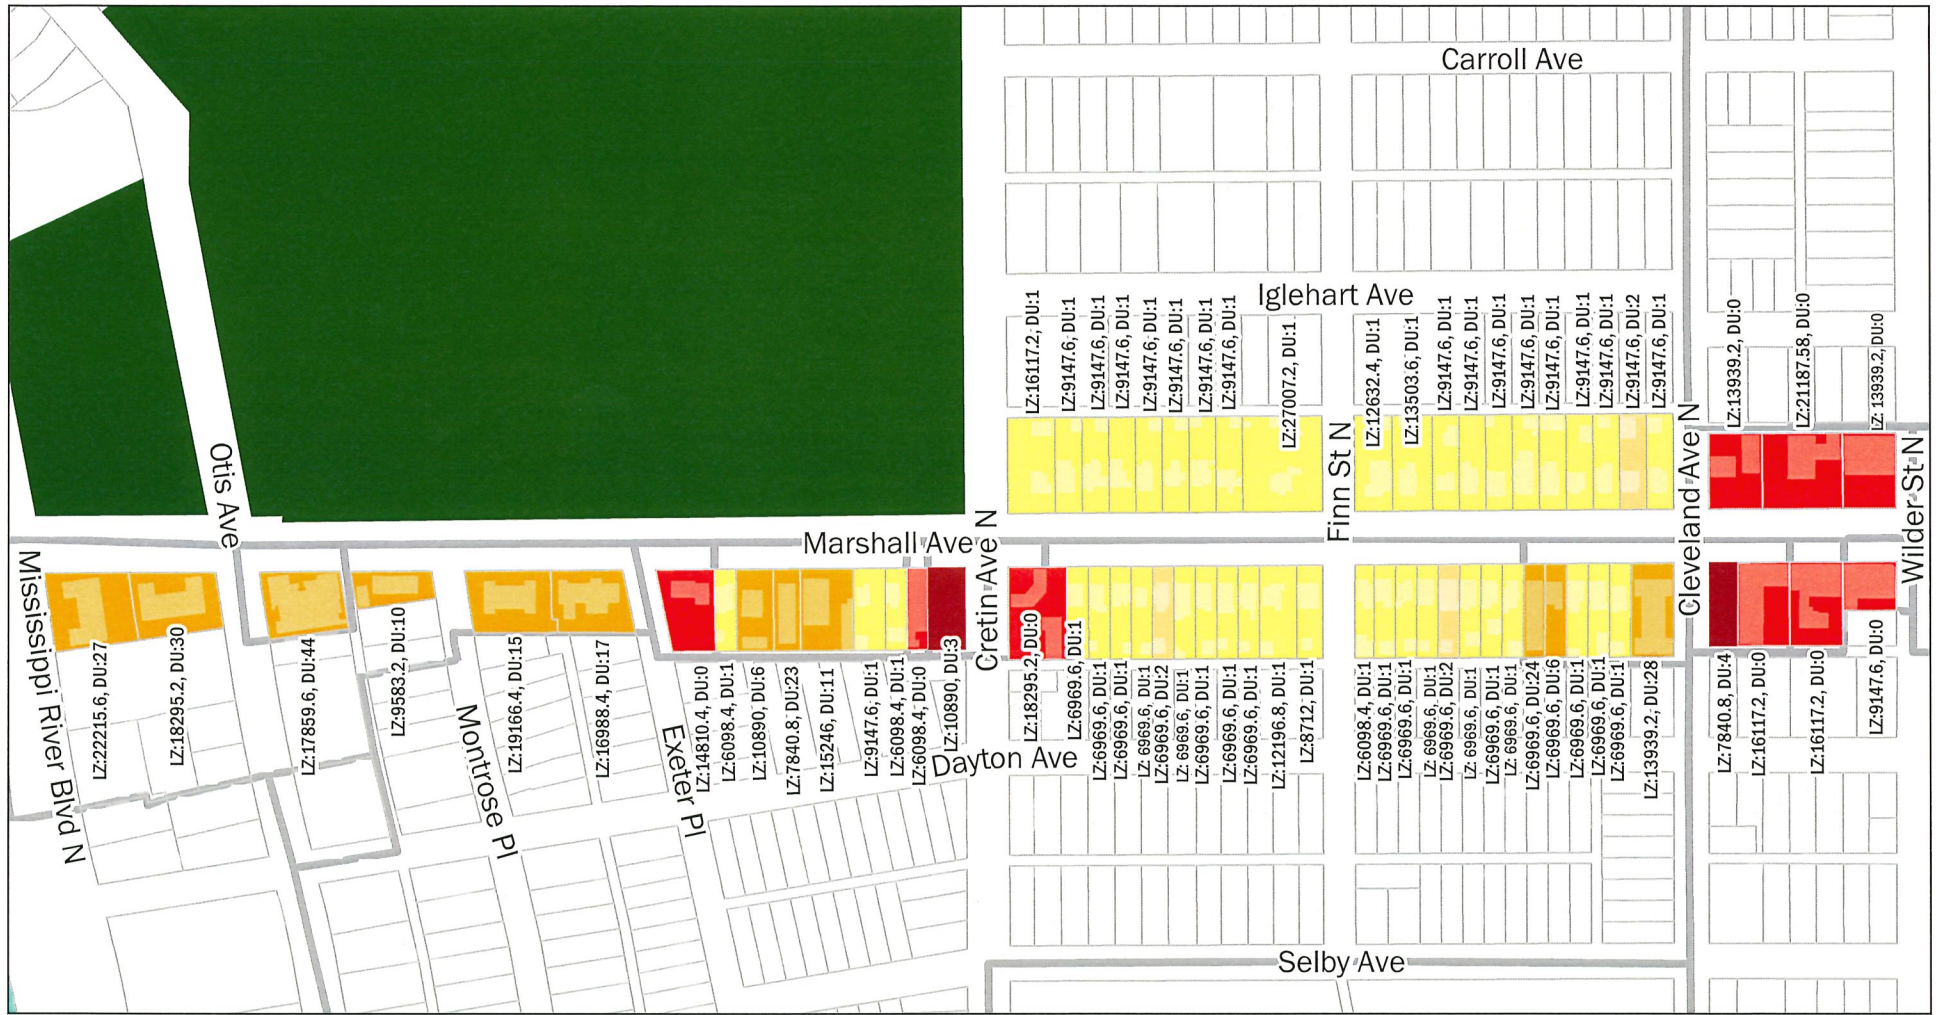 Carroll Ave
Iglehart Ave
LZ:16117.2, DU:1
LZ:9147.6, DU:1
LZ:9147.6, DU:1
LZ:9147.6, DU:1
LZ:9147.6, DU:1
LZ:9147.6, DU:1
LZ:9147.6, DU:1
LZ:9147.6, DU:1
LZ:27007.2, DU:1
LZ:12632.4, DU:1
LZ:13503.6, DU:1
LZ:9147.6, DU:1
LZ:9147.6, DU:1
LZ:9147.6, DU:1
LZ:9147.6, DU:1
LZ:9147.6, DU:1
LZ:9147.6, DU:1
LZ:9147.6, DU:1
LZ:9147.6, DU:2
LZ:9147.6, DU:1
LZ:13939.2, DU:0
LZ:21187.58, DU:0
LZ: 13939.2, DU:0
Otis Ave
Marshall Ave
Cretin Ave N
Finn St N
Cleveland Ave N
Wilder St N
Mississippi River Blvd N
LZ:22215.6, DU:27
LZ:18295.2, DU:30
LZ:17859.6, DU:44
LZ:9583.2, DU:10
Montrose Pl
LZ:19166.4, DU:15
LZ:16988.4, DU:17
Exeter Pl
LZ:14810.4, DU:0
LZ:6098.4, DU:1
LZ:10890, DU:6
LZ:7840.8, DU:23
LZ:15246, DU:11
LZ:9147.6, DU:1
LZ:6098.4, DU:1
LZ:6098.4, DU:0
LZ:10890, DU:3
Dayton Ave
LZ:18295.2, DU:0
LZ:6969.6, DU:1
LZ:6969.6, DU:1
LZ:6969.6, DU:1
LZ: 6969.6, DU:1
LZ:6969.6, DU:2
LZ: 6969.6, DU:1
LZ:6969.6, DU:1
LZ:6969.6, DU:1
LZ:6969.6, DU:1
LZ:12196.8, DU:1
LZ:8712, DU:1
LZ:6098.4, DU:1
LZ:6969.6, DU:1
LZ:6969.6, DU:1
LZ: 6969.6, DU:1
LZ:6969.6, DU:2
LZ: 6969.6, DU:1
LZ:6969.6, DU:1
LZ: 6969.6, DU:1
LZ:6969.6, DU:24
LZ:6969.6, DU:6
LZ:6969.6, DU:1
LZ:6969.6, DU:1
LZ:6969.6, DU:1
LZ:13939.2, DU:28
LZ:7840.8, DU:4
LZ:16117.2, DU:0
LZ:16117.2, DU:0
LZ:9147.6, DU:0
Selby Ave